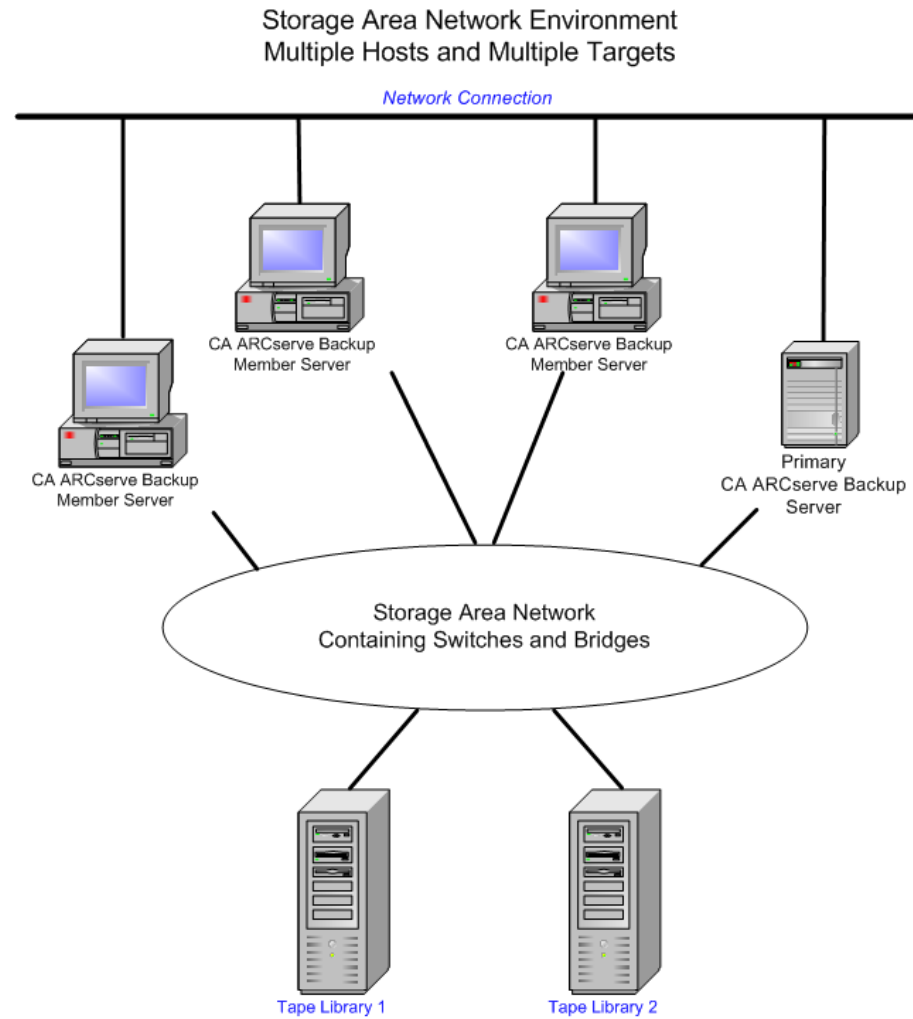 Storage Area Network Environment
Multiple Hosts and Multiple Targets
Network Connection
CA ARCserve Backup
Member Server
CA ARCserve Backup
Member Server
CA ARCserve Backup
Member Server
Primary
CA ARCserve Backup
Server
Storage Area Network
Containing Switches and Bridges
Tape Library 1
Tape Library 2